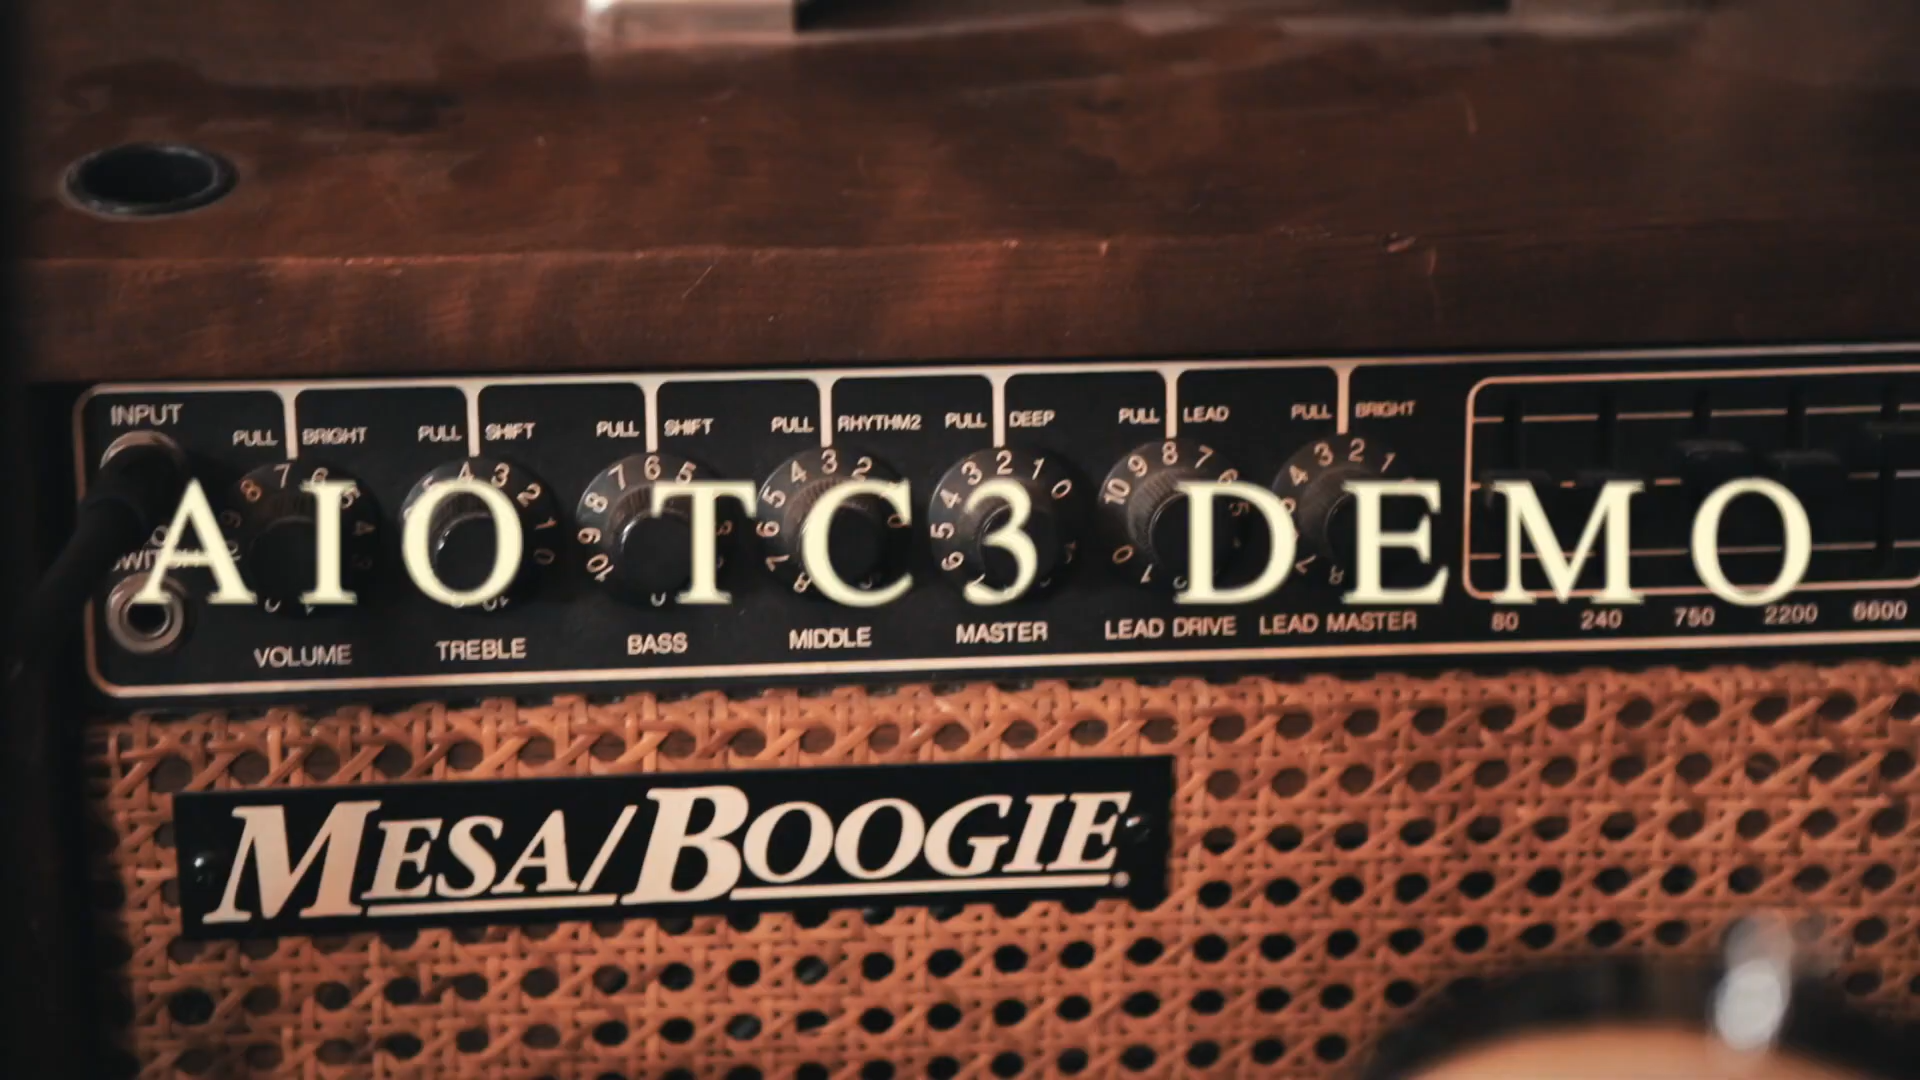 INPUT
PULL BRIGHT PULL SHIFT PULL SHIFT PULL RHYTHM2 PULL DEEP PULL LEAD PULL BRIGHT
AIO TC3 DEMO
VOLUME TREBLE BASS MIDDLE MASTER LEAD DRIVE LEAD MASTER 80 240 750 2200 6600
MESA/BOOGIE